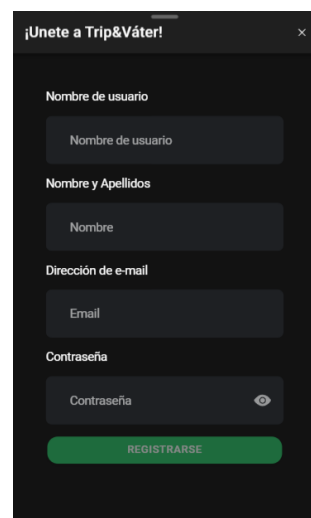 ¡Unete a Trip&Váter!
×
Nombre de usuario
Nombre de usuario
Nombre y Apellidos
Nombre
Dirección de e-mail
Email
Contraseña
Contraseña
REGISTRARSE